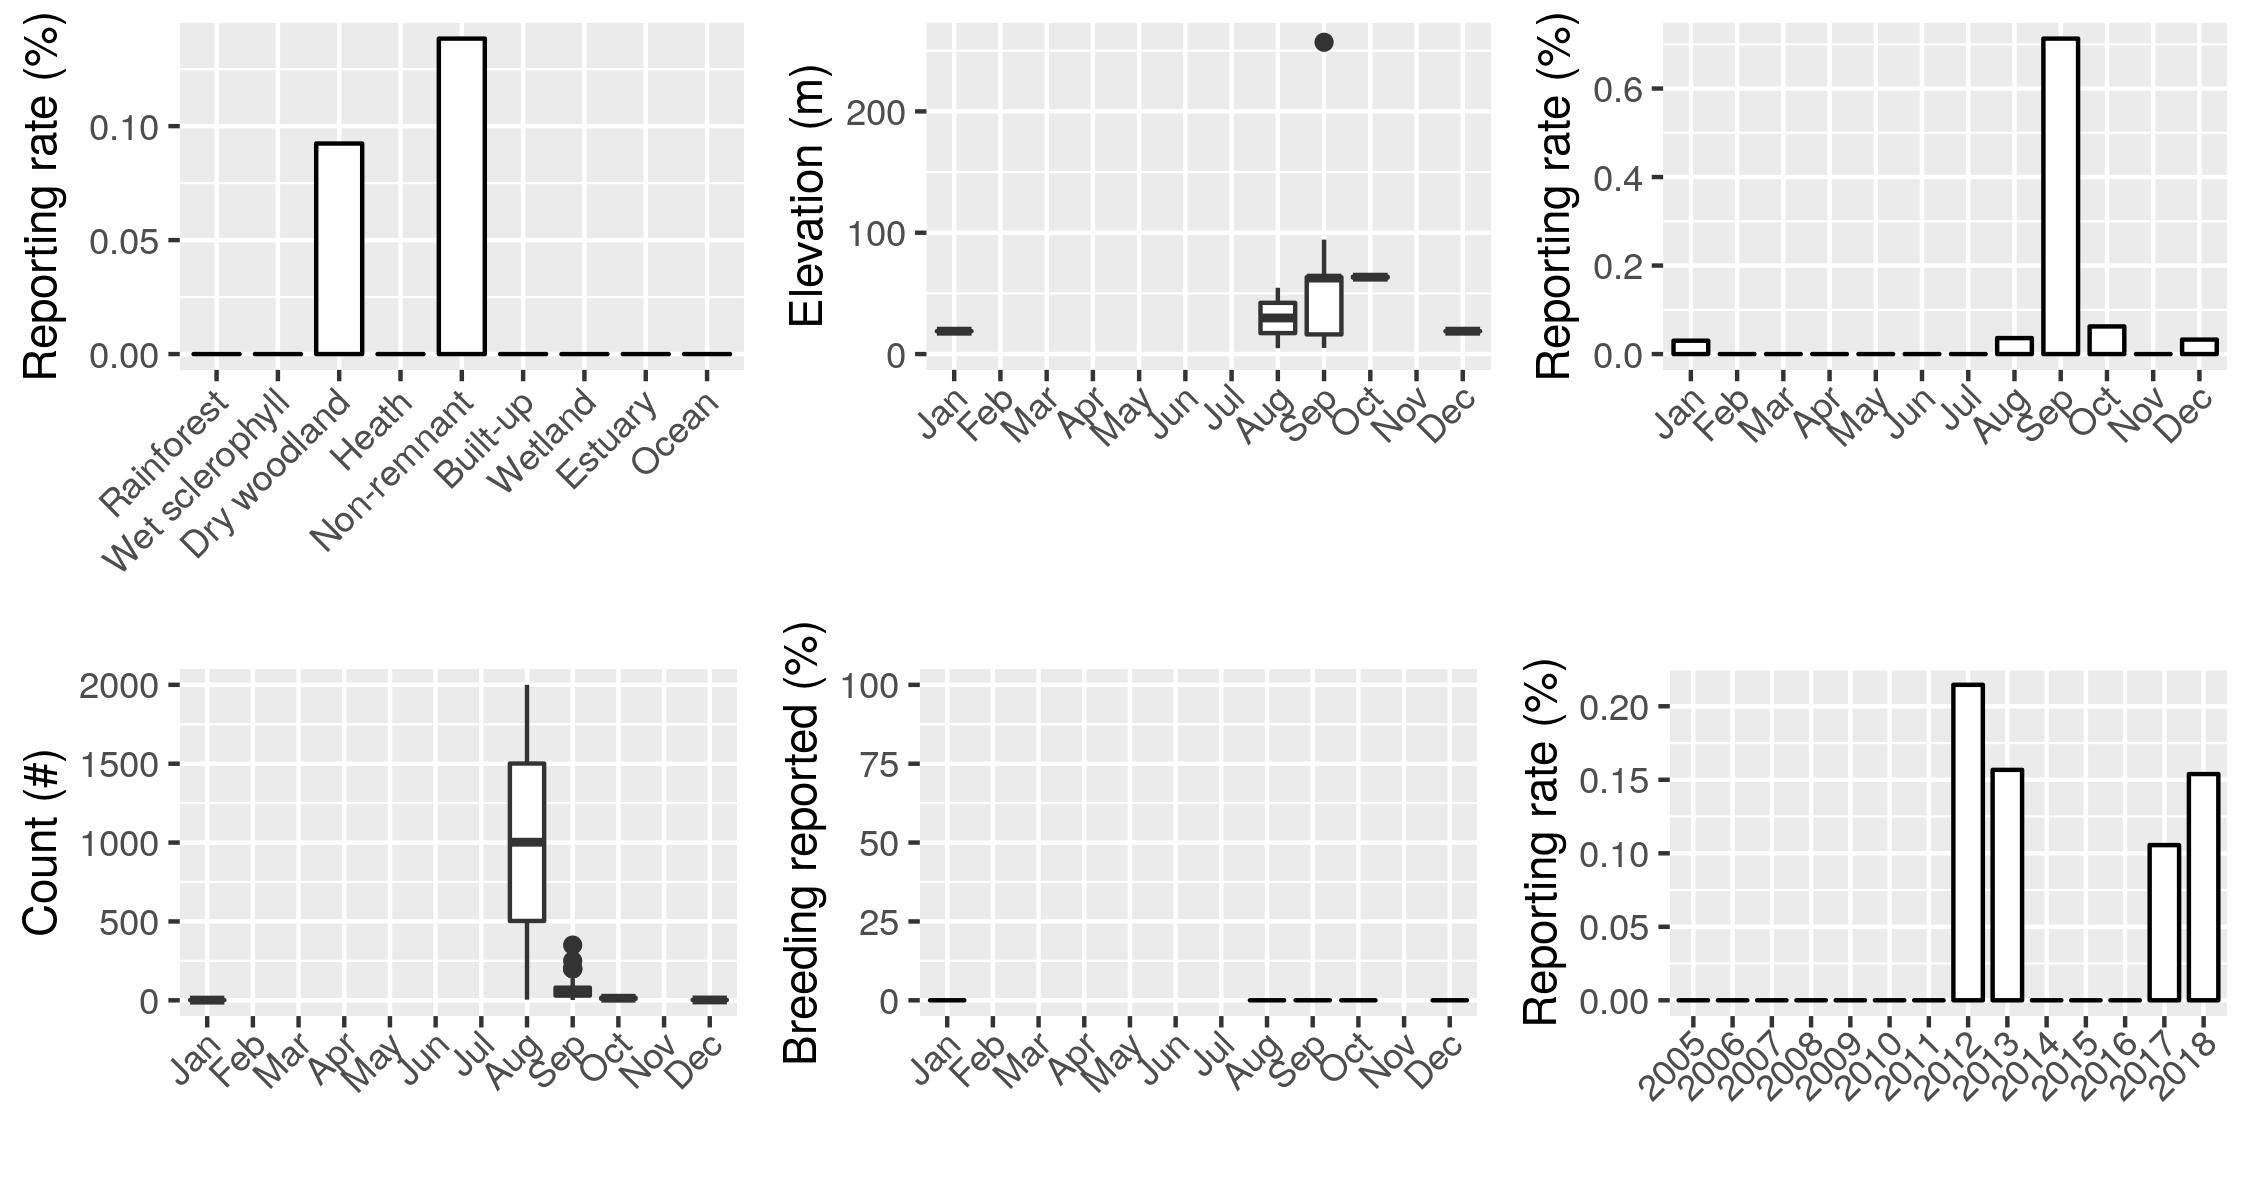 Reporting rate (%)
0.10
0.05
0.00
Rainforest
Wet sclerophyll
Dry woodland
Heath
Non-remnant
Built-up
Wetland
Estuary
Ocean
Elevation (m)
200
100
0
Jan
Feb
Mar
Apr
May
Jun
Jul
Aug
Sep
Oct
Nov
Dec
Reporting rate (%)
0.6
0.4
0.2
0.0
Jan
Feb
Mar
Apr
May
Jun
Jul
Aug
Sep
Oct
Nov
Dec
Count (#)
2000
1500
1000
500
0
Jan
Feb
Mar
Apr
May
Jun
Jul
Aug
Sep
Oct
Nov
Dec
Breeding reported (%)
100
75
50
25
0
Jan
Feb
Mar
Apr
May
Jun
Jul
Aug
Sep
Oct
Nov
Dec
Reporting rate (%)
0.20
0.15
0.10
0.05
0.00
2005
2006
2007
2008
2009
2010
2011
2012
2013
2014
2015
2016
2017
2018